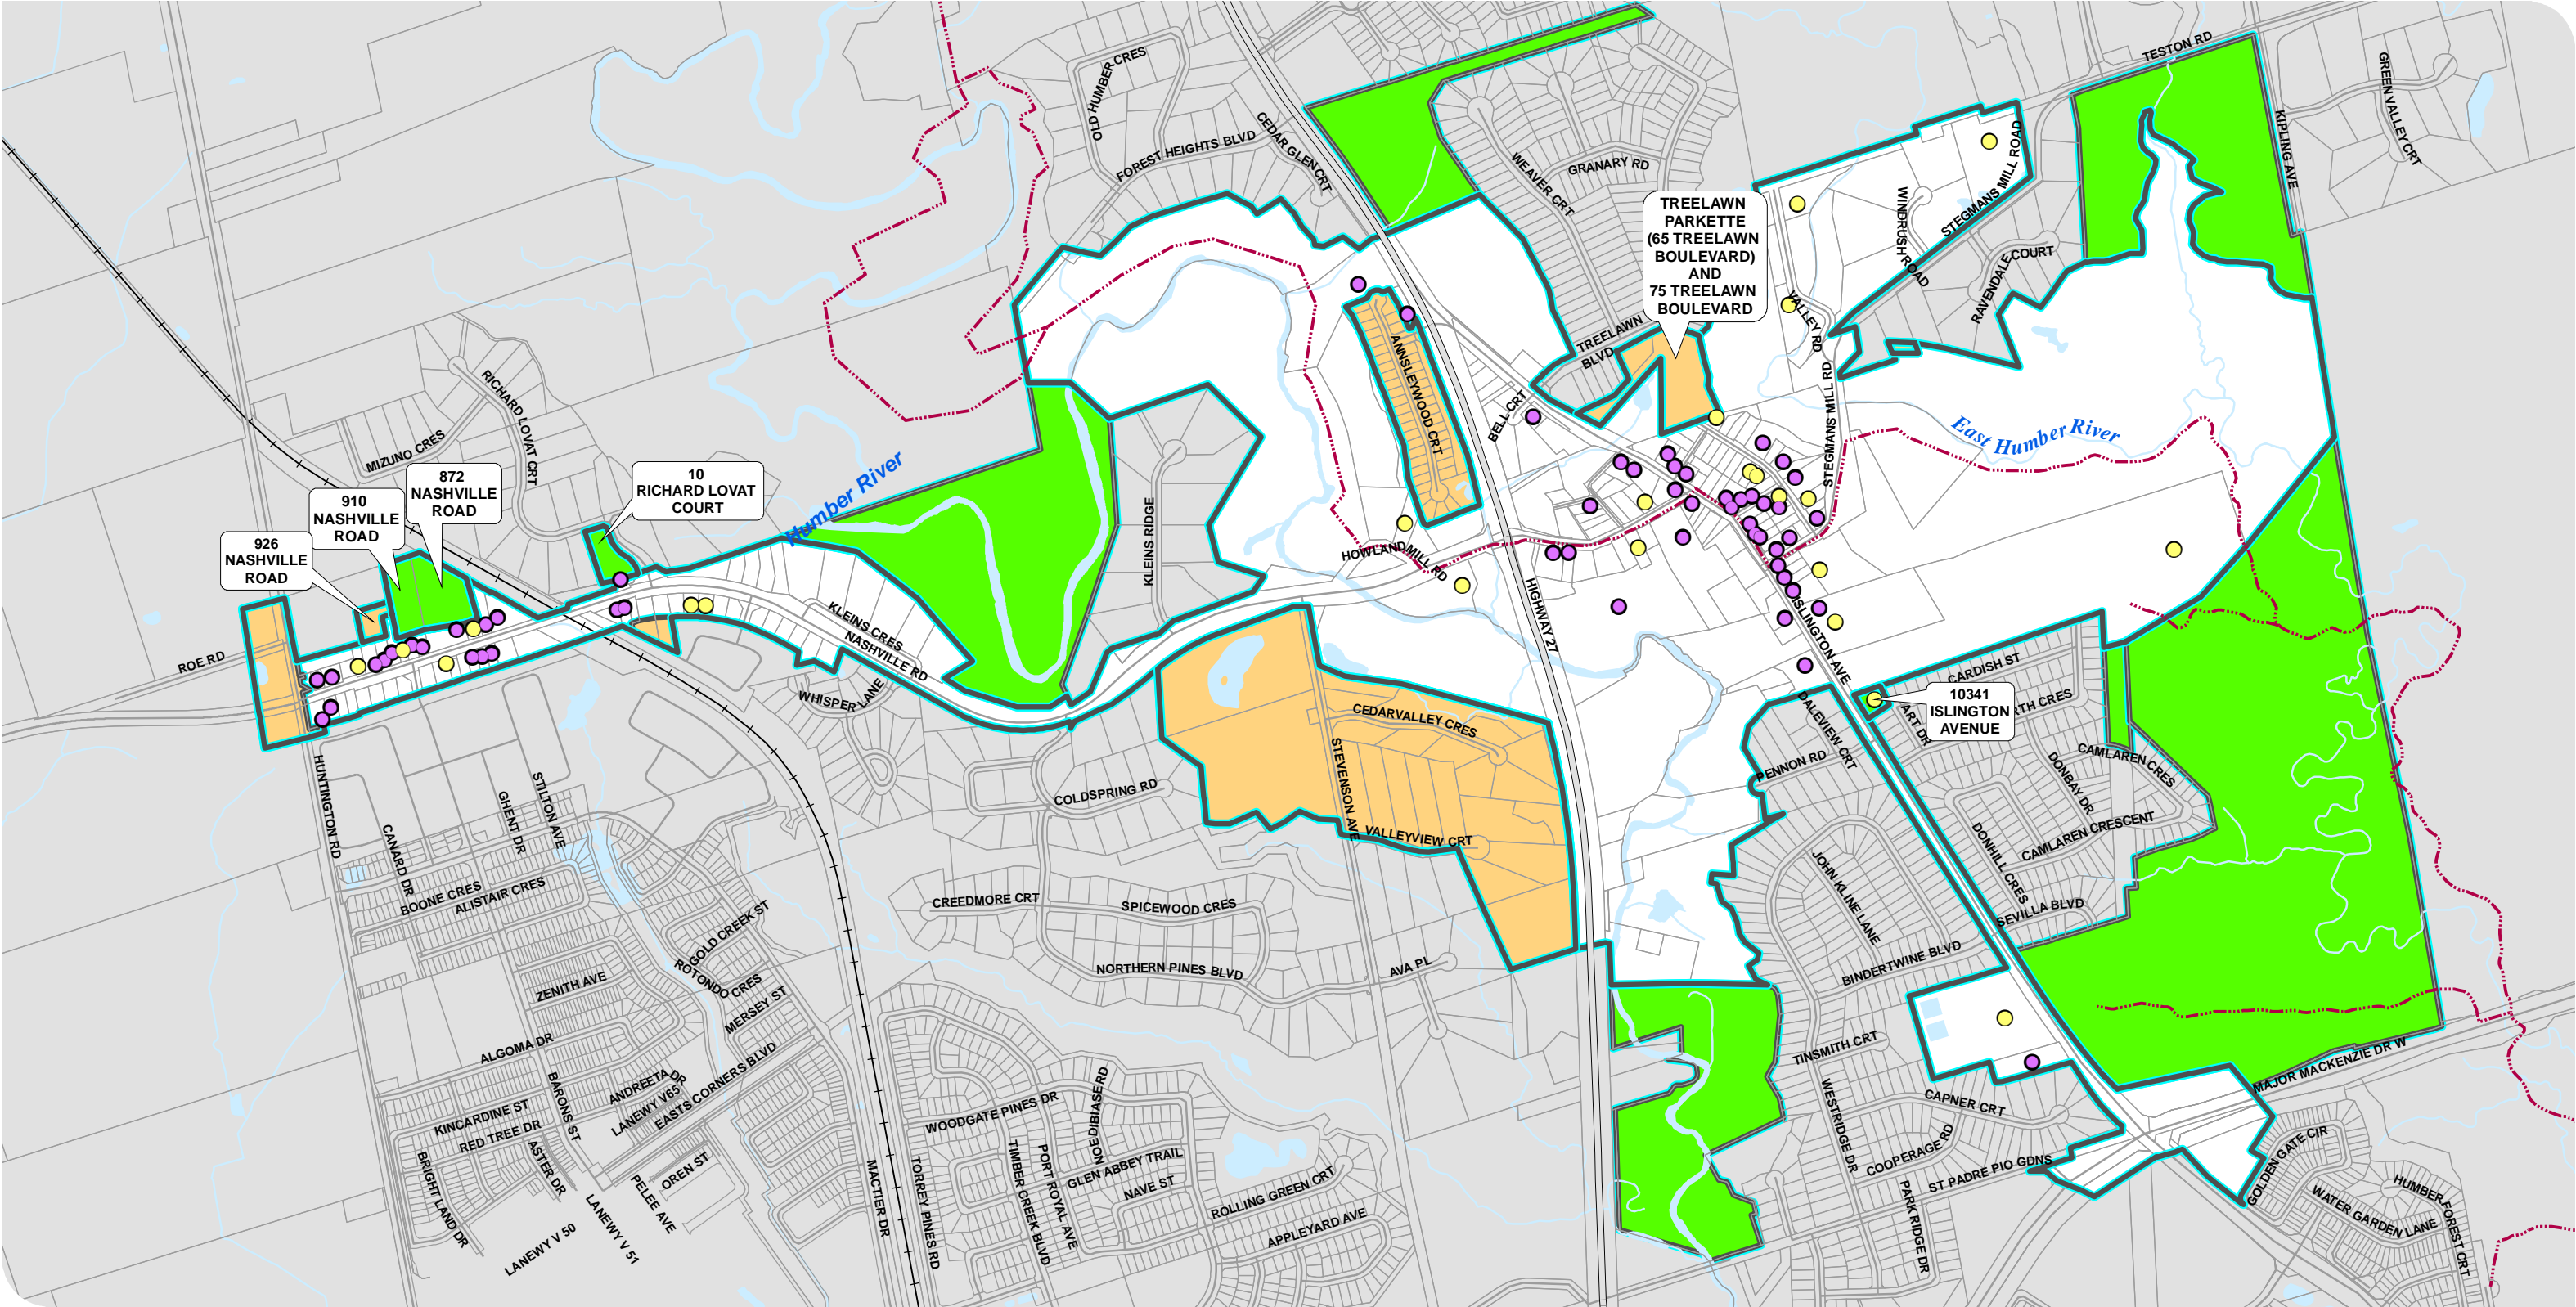 TESTON RD
OLD HUMBER CRES
CEDAR GLEN CRT
FOREST HEIGHTS BLVD
GREEN VALLEY CRT
KIPLING AVE
WEAVER CRT
GRANARY RD
STEGMANS MILL ROAD
WINDRUSH ROAD
RAVENDALE COURT
TREELAWN
PARKETTE
(65 TREELAWN
BOULEVARD)
AND
75 TREELAWN
BOULEVARD
VALLEY RD
TREELAWN
BLVD
ANNSLEYWOOD CRT
BELL CRT
STEGMANS MILL RD
East Humber River
RICHARD LOVAT CRT
MIZUNO CRES
872
NASHVILLE
ROAD
910
NASHVILLE
ROAD
926
NASHVILLE
ROAD
10
RICHARD LOVAT
COURT
Humber River
KLEINS RIDGE
HOWLAND MILL RD
HIGHWAY 27
ISLINGTON AVE
ROE RD
KLEINS CRES
NASHVILLE RD
WHISPER LANE
CARDISH ST
10341
ISLINGTON
AVENUE
ART DR
RTH CRES
DALEVIEW CRT
PENNON RD
CAMLAREN CRES
DONBAY DR
CAMLAREN CRESCENT
DONHILL CRES
SEVILLA BLVD
CEDARVALLEY CRES
STEVENSON AVE
VALLEYVIEW CRT
COLDSPRING RD
HUNTINGTON RD
STILTON AVE
GHENT DR
CANARD DR
BOONE CRES
ALISTAIR CRES
JOHN KLINE LANE
BINDERTWINE BLVD
CREEDMORE CRT
SPICEWOOD CRES
NORTHERN PINES BLVD
AVA PL
GOLD CREEK ST
ROTONDO CRES
MERSEY ST
ZENITH AVE
ALGOMA DR
BARONS ST
ANDREETA DR
LANEWY V65
EASTS CORNERS BLVD
KINCARDINE ST
RED TREE DR
ASTER DR
BRIGHT LAND DR
OREN ST
PELEE AVE
LANEWY V 50
LANEWY V 51
MACTIER DR
TORREY PINES RD
WOODGATE PINES DR
DEBIASE
TIMBER CREEK BLVD
PORT ROYAL AVE
GLEN ABBEY TRAIL
NAVE ST
ROLLING GREEN CRT
APPLEYARD AVE
TINSMITH CRT
WESTRIDGE DR
CAPNER CRT
COOPERAGE RD
ST PADRE PIO GDNS
PARK RIDGE DR
MAJOR MACKENZIE DR W
GOLDEN GATE CIR
HUMBER FOREST CRT
WATER GARDEN LANE